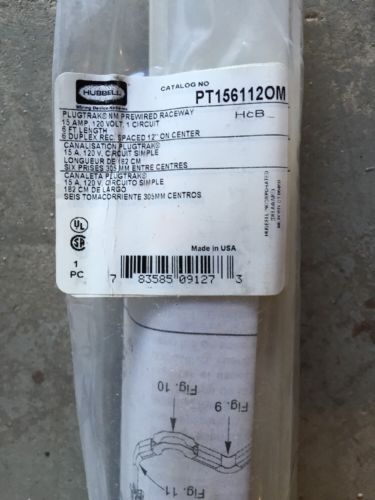 HUBBELL
CATALOG NO
PT156112OM
PLUGTRAK® NM PREWIRED RACEWAY
HcB
15 AMP, 120 VOLT, 1 CIRCUIT
6 FT LENGTH
6 DUPLEX REC. SPACED 12" ON CENTER
CANALISATION PLUGTRAK®
15 A, 120 V, CIRCUIT SIMPLE
LONGUEUR DE 182 CM
SIX PRISES 305 MM ENTRE CENTRES
CANALETA PLUGTRAK®
15 A, 120 V, CIRCUITO SIMPLE
182 CM DE LARGO
SEIS TOMACORRIENTE 305MM CENTROS
UL
1
PC
Made in USA
7 83585 09127 3
Fig. 10
Fig. 9
Fig. 11